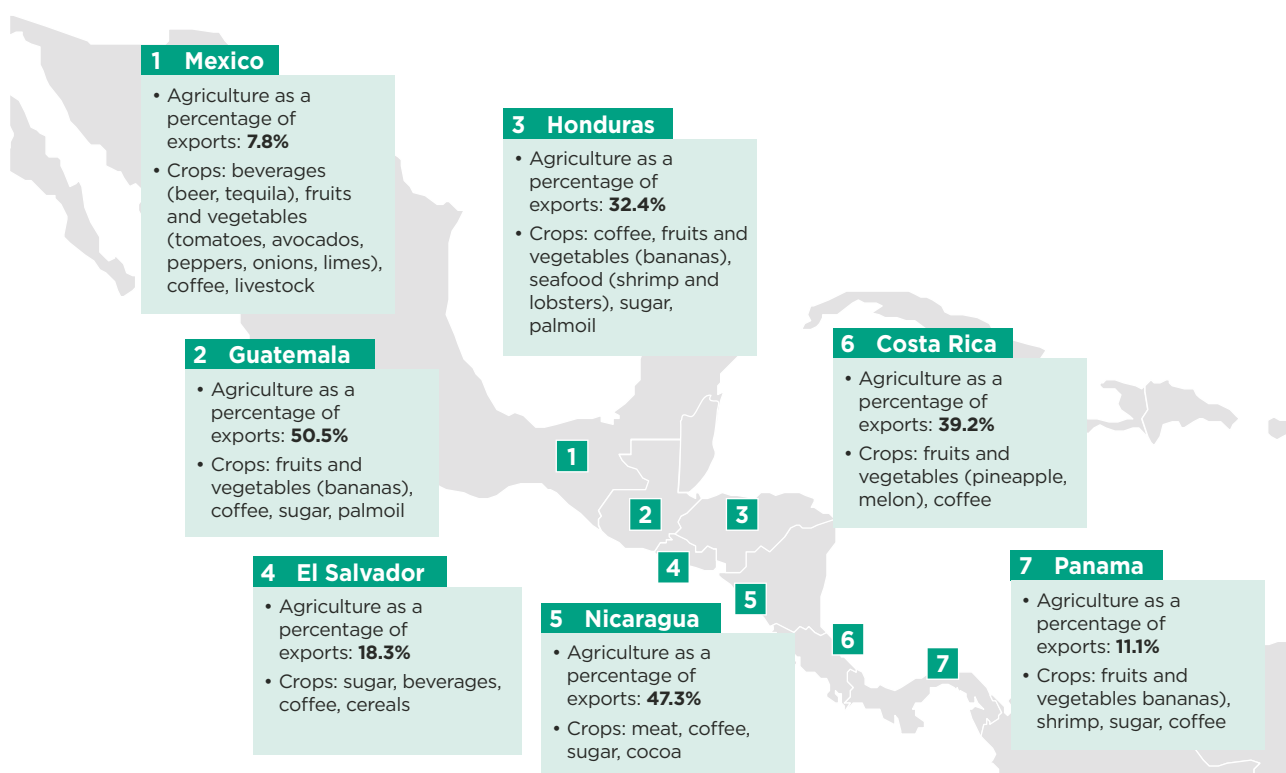 1 Mexico
• Agriculture as a
percentage of
exports: 7.8%
• Crops: beverages
(beer, tequila), fruits
and vegetables
(tomatoes, avocados,
peppers, onions, limes),
coffee, livestock
3 Honduras
• Agriculture as a
percentage of
exports: 32.4%
• Crops: coffee, fruits and
vegetables (bananas),
seafood (shrimp and
lobsters), sugar,
palmoil
2 Guatemala
• Agriculture as a
percentage of
exports: 50.5%
• Crops: fruits and
vegetables (bananas),
coffee, sugar, palmoil
6 Costa Rica
• Agriculture as a
percentage of
exports: 39.2%
• Crops: fruits and
vegetables (pineapple,
melon), coffee
1
2
3
4
5
6
7
4 El Salvador
• Agriculture as a
percentage of
exports: 18.3%
• Crops: sugar, beverages,
coffee, cereals
5 Nicaragua
• Agriculture as a
percentage of
exports: 47.3%
• Crops: meat, coffee,
sugar, cocoa
7 Panama
• Agriculture as a
percentage of
exports: 11.1%
• Crops: fruits and
vegetables bananas),
shrimp, sugar, coffee